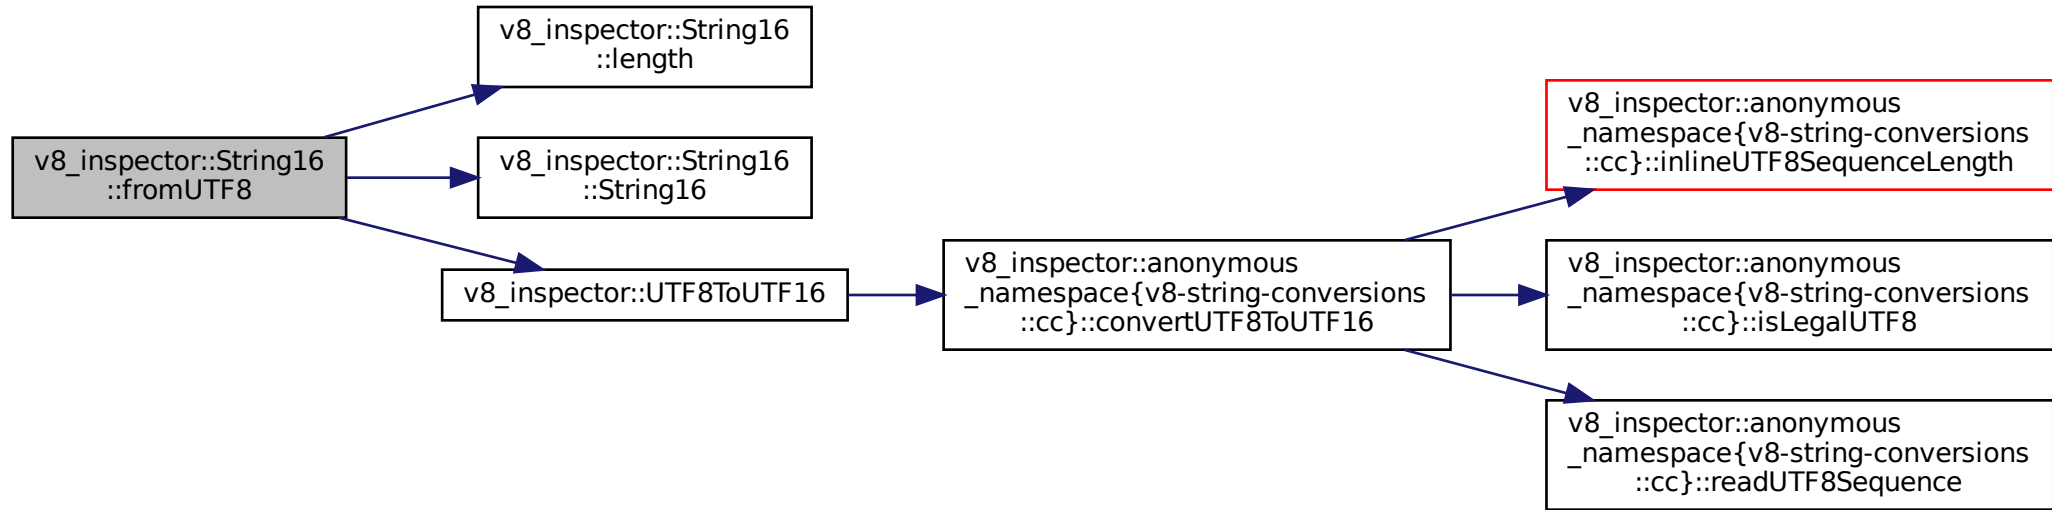 v8_inspector::String16
::fromUTF8
v8_inspector::String16
::length
v8_inspector::String16
::String16
v8_inspector::UTF8ToUTF16
v8_inspector::anonymous
_namespace{v8-string-conversions
::cc}::convertUTF8ToUTF16
v8_inspector::anonymous
_namespace{v8-string-conversions
::cc}::inlineUTF8SequenceLength
v8_inspector::anonymous
_namespace{v8-string-conversions
::cc}::isLegalUTF8
v8_inspector::anonymous
_namespace{v8-string-conversions
::cc}::readUTF8Sequence